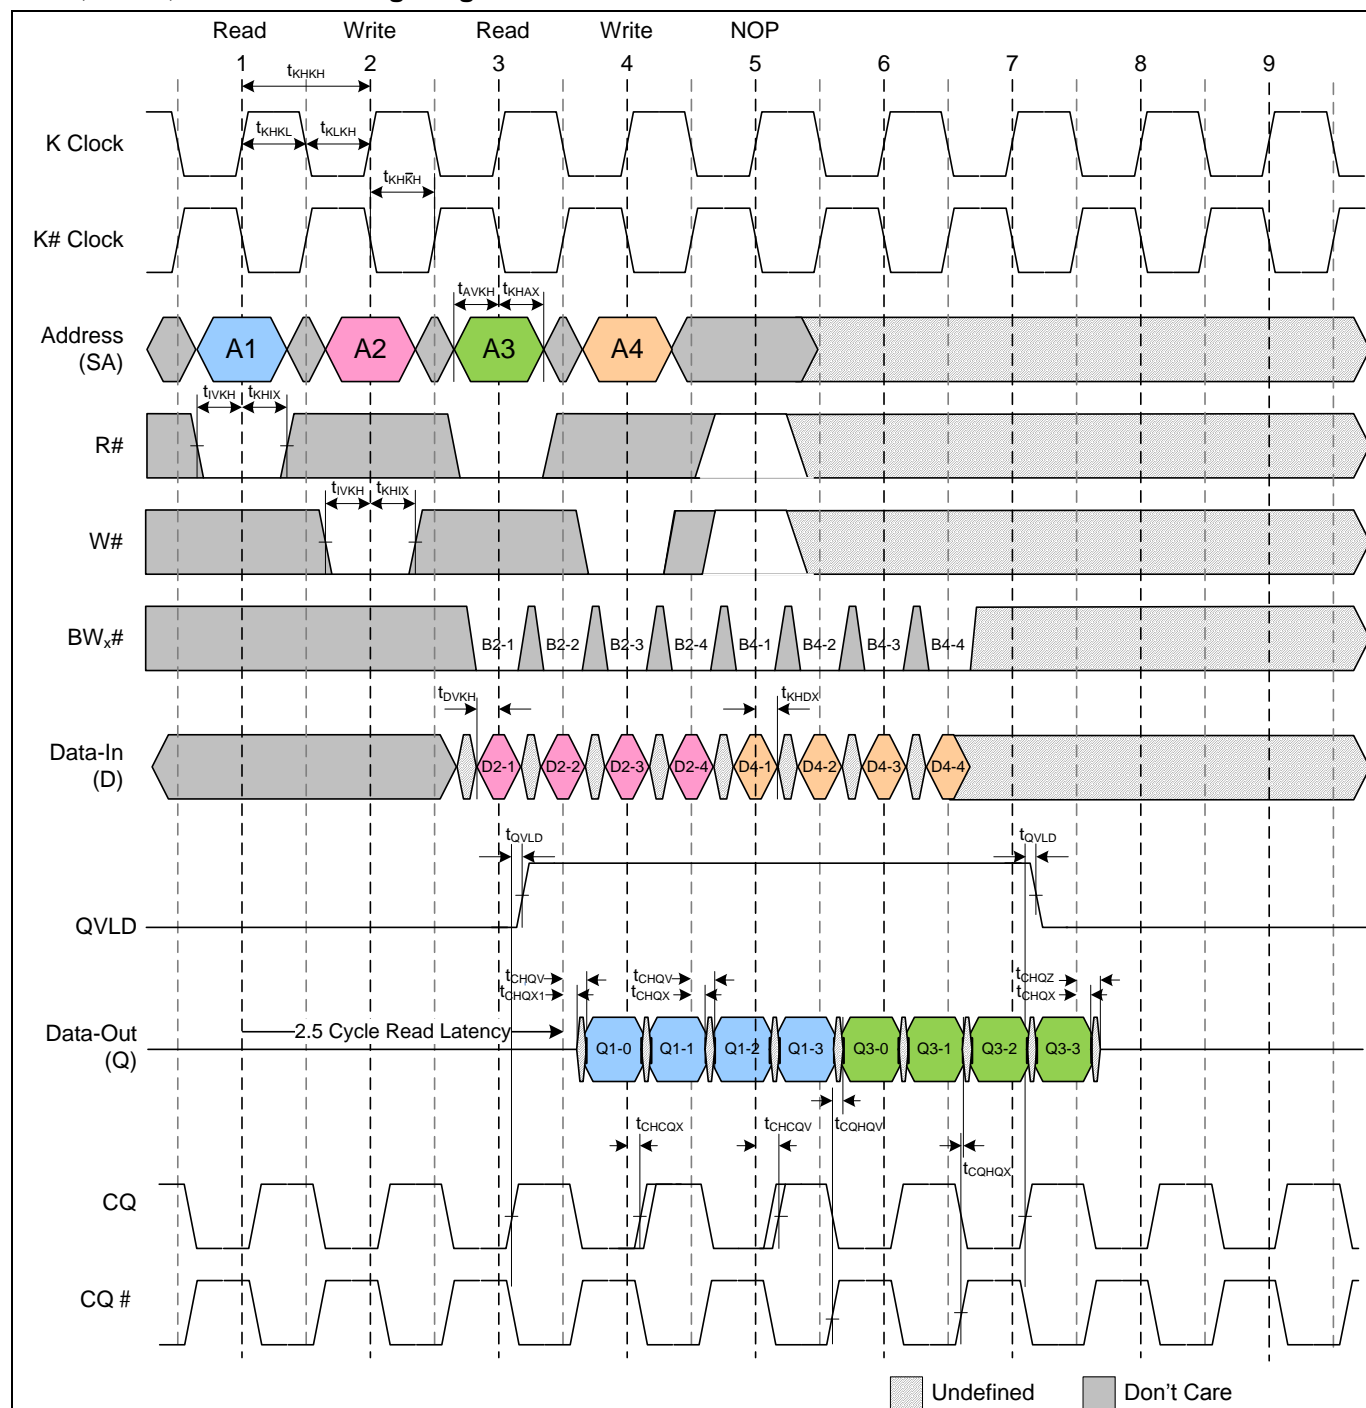 Read Write Read Write NOP
1 2 3 4 5 6 7 8 9
tKHKH
K Clock
tKHKL tKLKH
tKHK̅H
K# Clock
tAVKH tKHAX
Address
(SA)
A1 A2 A3 A4
tIVKH tKHIX
R#
tIVKH tKHIX
W#
BWx#
B2-1 B2-2 B2-3 B2-4 B4-1 B4-2 B4-3 B4-4
tDVKH tKHDX
Data-In
(D)
D2-1 D2-2 D2-3 D2-4 D4-1 D4-2 D4-3 D4-4
tQVLD tQVLD
QVLD
tCHQV tCHQV tCHQZ
tCHQX1 tCHQX tCHQX
Data-Out
(Q)
2.5 Cycle Read Latency
Q1-0 Q1-1 Q1-2 Q1-3 Q3-0 Q3-1 Q3-2 Q3-3
tCHCQX tCHCQV tCQHQV
tCQHQX
CQ
CQ #
Undefined Don't Care